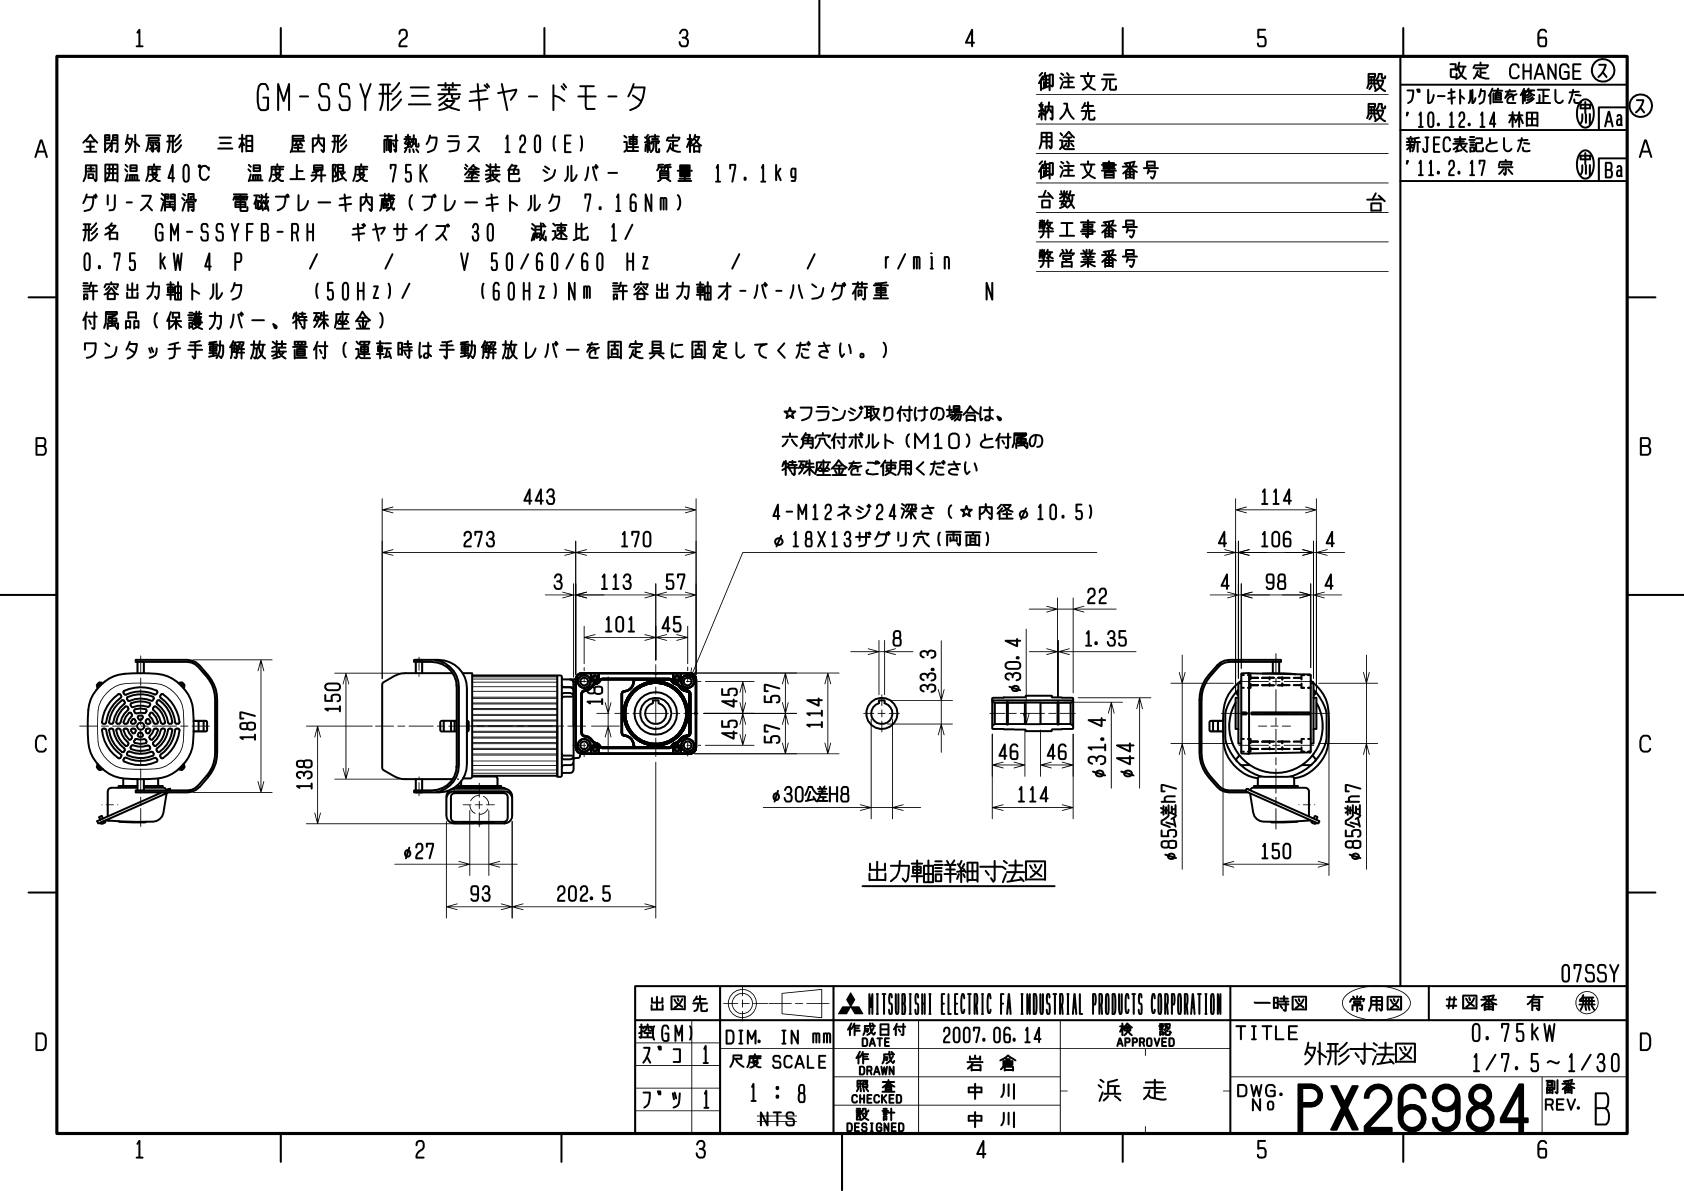 1 2 3 4 5 6
GM-SSY形三菱ギヤードモータ
全閉外扇形 三相 屋内形 耐熱クラス 120(E) 連続定格
周囲温度40℃ 温度上昇限度 75K 塗装色 シルバー 質量 17.1kg
グリース潤滑 電磁ブレーキ内蔵(ブレーキトルク 7.16Nm)
形名 GM-SSYFB-RH ギヤサイズ 30 減速比 1/
0.75 kW 4 P / / V 50/60/60 Hz / / r/min
許容出力軸トルク (50Hz)/ (60Hz)Nm 許容出力軸オーバーハング荷重 N
付属品(保護カバー、特殊座金)
ワンタッチ手動解放装置付(運転時は手動解放レバーを固定具に固定してください。)
御注文元 殿
納入先 殿
用途
御注文書番号
台数 台
弊工事番号
弊営業番号
改定 CHANGE ス
ブレーキトルク値を修正した
'10.12.14 林田 中川 Aa
ス
新JEC表記とした
'11.2.17 宗 中川 Ba
A A
B B
C C
D D
☆フランジ取り付けの場合は、
六角穴付ボルト(M10)と付属の
特殊座金をご使用ください
4-M12ネジ24深さ(☆内径φ10.5)
φ18X13ザグリ穴(両面)
443
273 170
3 113 57
101 45
187
150
138
18
45 57
45 57
114
φ27
93 202.5
8
33.3
φ30公差H8
22
φ30.4
1.35
46 46
114
φ31.4
φ44
出力軸詳細寸法図
114
4 106 4
4 98 4
φ85公差h7
φ85公差h7
150
07SSY
出図先
控(GM)
ズコ 1
ブツ 1
DIM. IN mm
尺度 SCALE
1 : 8
NTS
MITSUBISHI ELECTRIC FA INDUSTRIAL PRODUCTS CORPORATION
作成日付 DATE 2007.06.14
作成 DRAWN 岩倉
照査 CHECKED 中川
設計 DESIGNED 中川
検認 APPROVED
浜走
一時図 常用図 #図番 有 無
TITLE
外形寸法図
0.75kW
1/7.5~1/30
DWG. No PX26984
副番 REV. B
1 2 3 4 5 6